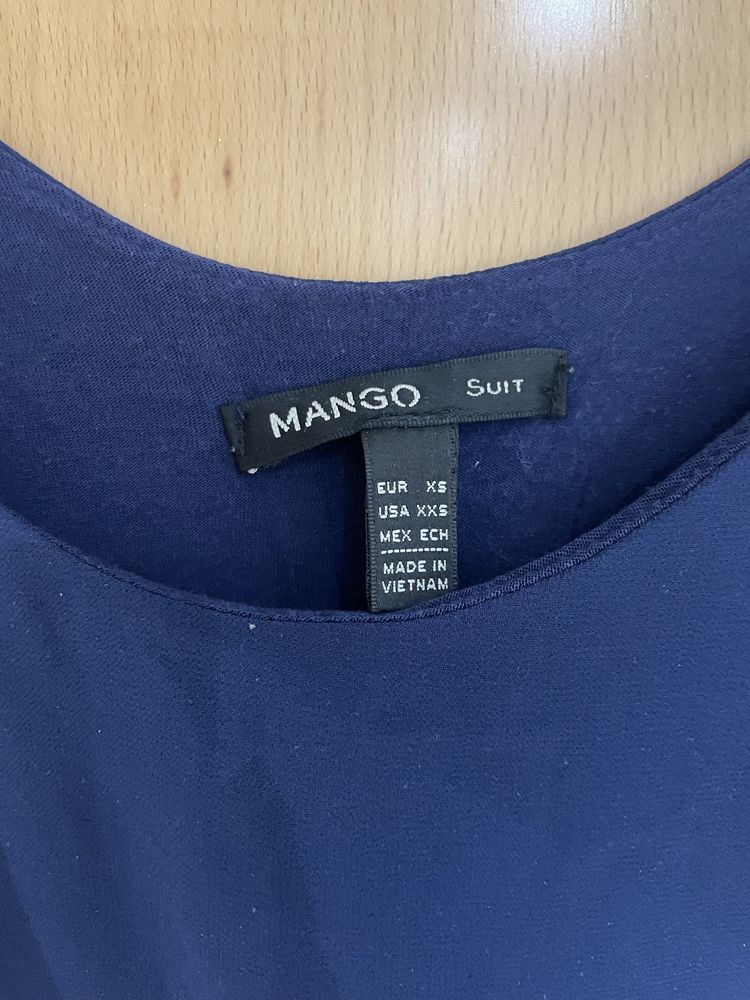 MANGO SUIT
EUR XS
USA XXS
MEX ECH
MADE IN
VIETNAM